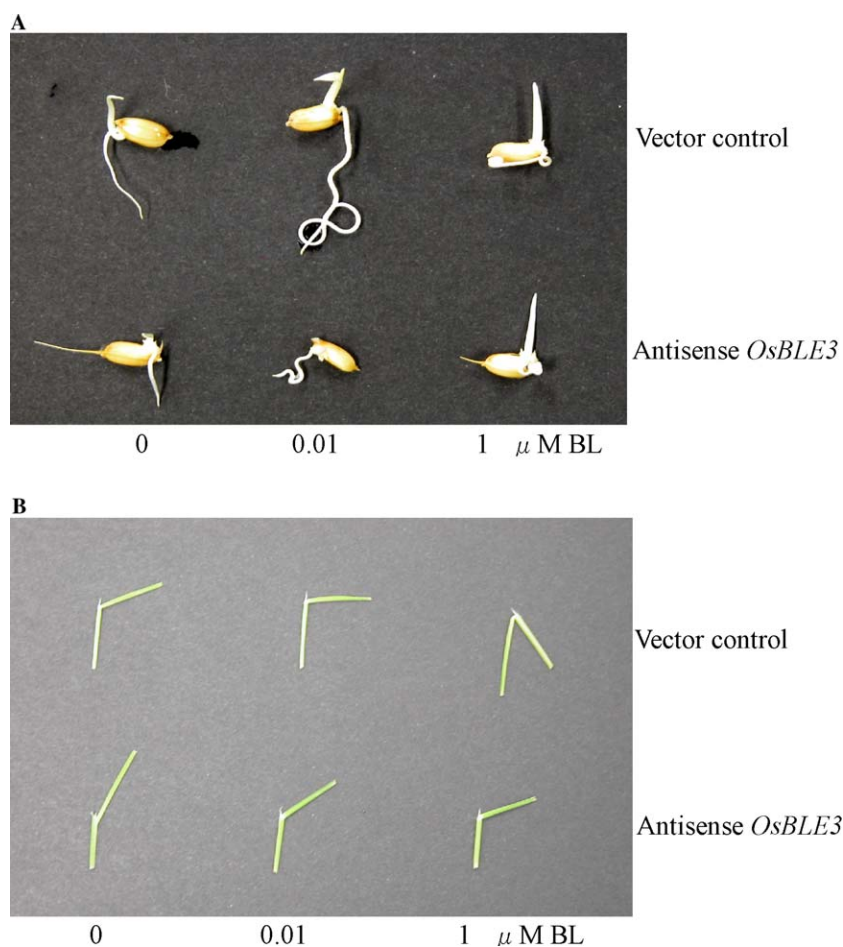 A
Vector control
Antisense OsBLE3
0 0.01 1 μ M BL
B
Vector control
Antisense OsBLE3
0 0.01 1 μ M BL